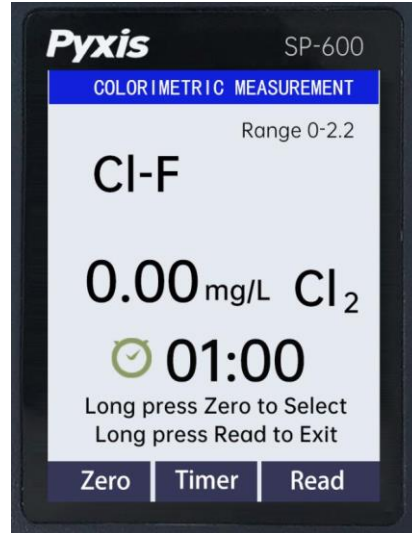 Pyxis SP-600
COLORIMETRIC MEASUREMENT
Range 0-2.2
Cl-F
0.00 mg/L Cl₂
01:00
Long press Zero to Select
Long press Read to Exit
Zero Timer Read